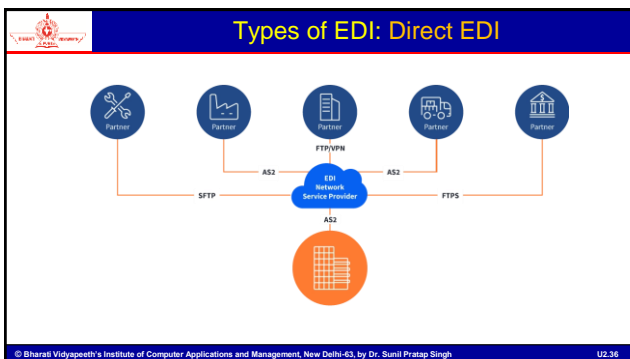 BHARATI
VIDYAPEETH
Types of EDI: Direct EDI
Partner
Partner
Partner
Partner
Partner
FTP/VPN
AS2
AS2
EDI
Network
Service Provider
SFTP
FTPS
AS2
© Bharati Vidyapeeth's Institute of Computer Applications and Management, New Delhi-63, by Dr. Sunil Pratap Singh
U2.36